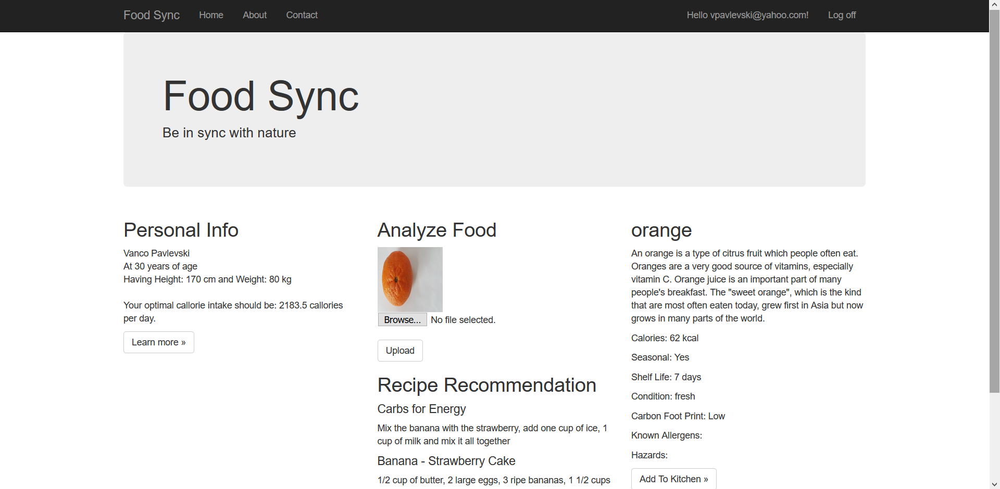 Food Sync Home About Contact Hello vpavlevski@yahoo.com! Log off
Food Sync
Be in sync with nature
Personal Info
Vanco Pavlevski
At 30 years of age
Having Height: 170 cm and Weight: 80 kg
Your optimal callorie intake should be: 2183.5 callories
per day.
Learn more »
Analyze Food
Browse... No file selected.
Upload
Recipe Recommendation
Carbs for Energy
Mix the banana with the strawberry, add one cup of ice, 1
cup of milk and mix it all together
Banana - Strawberry Cake
1/2 cup of butter, 2 large eggs, 3 ripe bananas, 1 1/2 cups
orange
An orange is a type of citrus fruit which people often eat.
Oranges are a very good source of vitamins, especially
vitamin C. Orange juice is an important part of many
people's breakfast. The "sweet orange", which is the kind
that are most often eaten today, grew first in Asia but now
grows in many parts of the world.
Calories: 62 kcal
Seasonal: Yes
Shelf Life: 7 days
Condition: fresh
Carbon Foot Print: Low
Known Allergens:
Hazards:
Add To Kitchen »